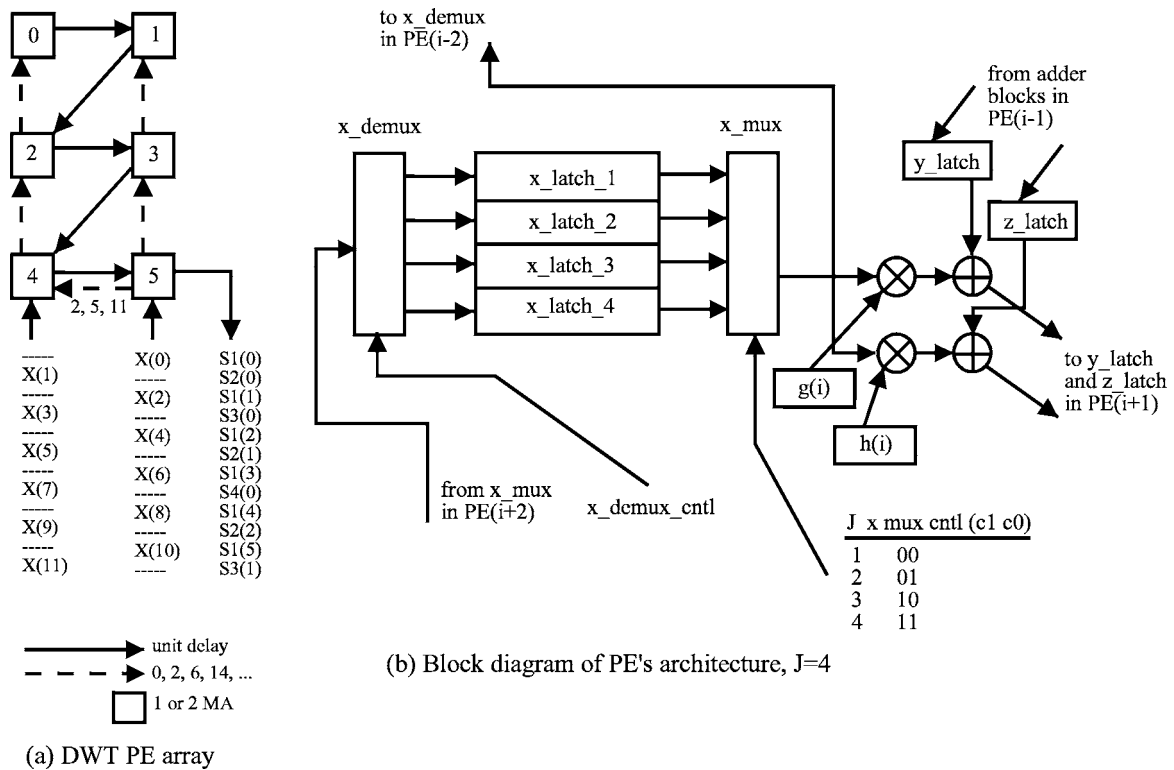 0
1
2
3
4
5
2, 5, 11
-----
X(1)
-----
X(3)
-----
X(5)
-----
X(7)
-----
X(9)
-----
X(11)
X(0)
-----
X(2)
-----
X(4)
-----
X(6)
-----
X(8)
-----
X(10)
-----
S1(0)
S2(0)
S1(1)
S3(0)
S1(2)
S2(1)
S1(3)
S4(0)
S1(4)
S2(2)
S1(5)
S3(1)
unit delay
0, 2, 6, 14, ...
1 or 2 MA
(a) DWT PE array
to x_demux
in PE(i-2)
x_demux
x_latch_1
x_latch_2
x_latch_3
x_latch_4
x_mux
from adder
blocks in
PE(i-1)
y_latch
z_latch
g(i)
h(i)
to y_latch
and z_latch
in PE(i+1)
from x_mux
in PE(i+2)
x_demux_cntl
J x mux cntl (c1 c0)
1 00
2 01
3 10
4 11
(b) Block diagram of PE's architecture, J=4